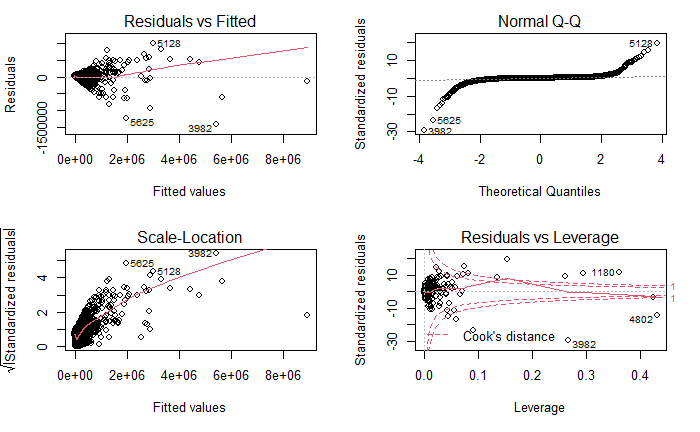 Residuals vs Fitted
Residuals
-1500000
0
5128
5625
3982
0e+00 2e+06 4e+06 6e+06 8e+06
Fitted values
Normal Q-Q
Standardized residuals
-30
-10
10
5128
5625
3982
-4 -2 0 2 4
Theoretical Quantiles
Scale-Location
√|Standardized residuals|
0
2
4
3982
5625
5128
0e+00 2e+06 4e+06 6e+06 8e+06
Fitted values
Residuals vs Leverage
Standardized residuals
-30
-10
10
1180
4802
3982
Cook's distance
1
1
0.0 0.1 0.2 0.3 0.4
Leverage